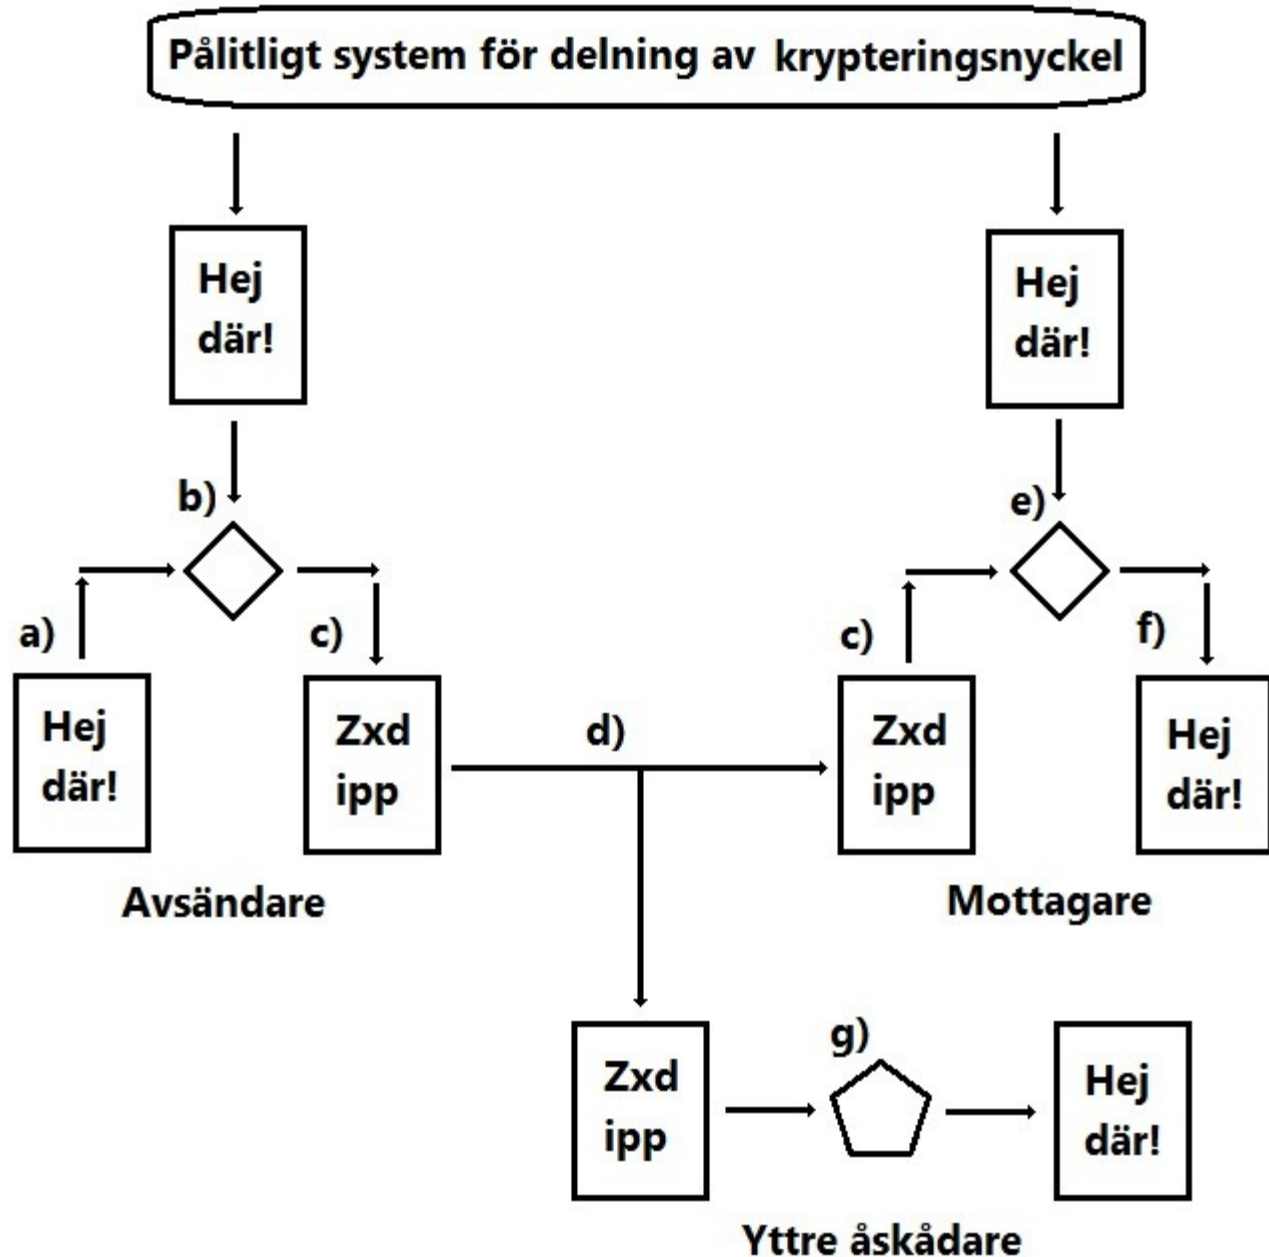 Pålitligt system för delning av krypteringsnyckel
Hej
där!
Hej
där!
b)
e)
a)
c)
c)
f)
Hej
där!
Zxd
ipp
d)
Zxd
ipp
Hej
där!
Avsändare
Mottagare
g)
Zxd
ipp
Hej
där!
Yttre åskådare